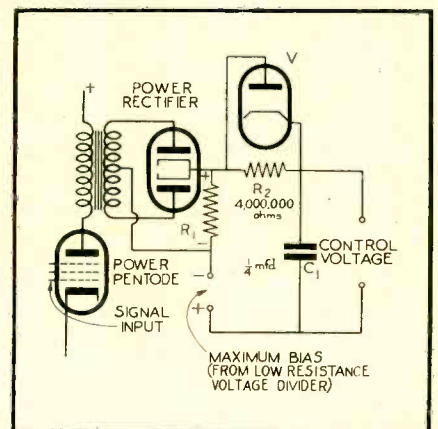 +
POWER
RECTIFIER
V
+
R2
4,000,000
ohms
R1
–
–
+
¼ mfd
C1
CONTROL
VOLTAGE
POWER
PENTODE
SIGNAL
INPUT
MAXIMUM BIAS
(FROM LOW RESISTANCE
VOLTAGE DIVIDER)